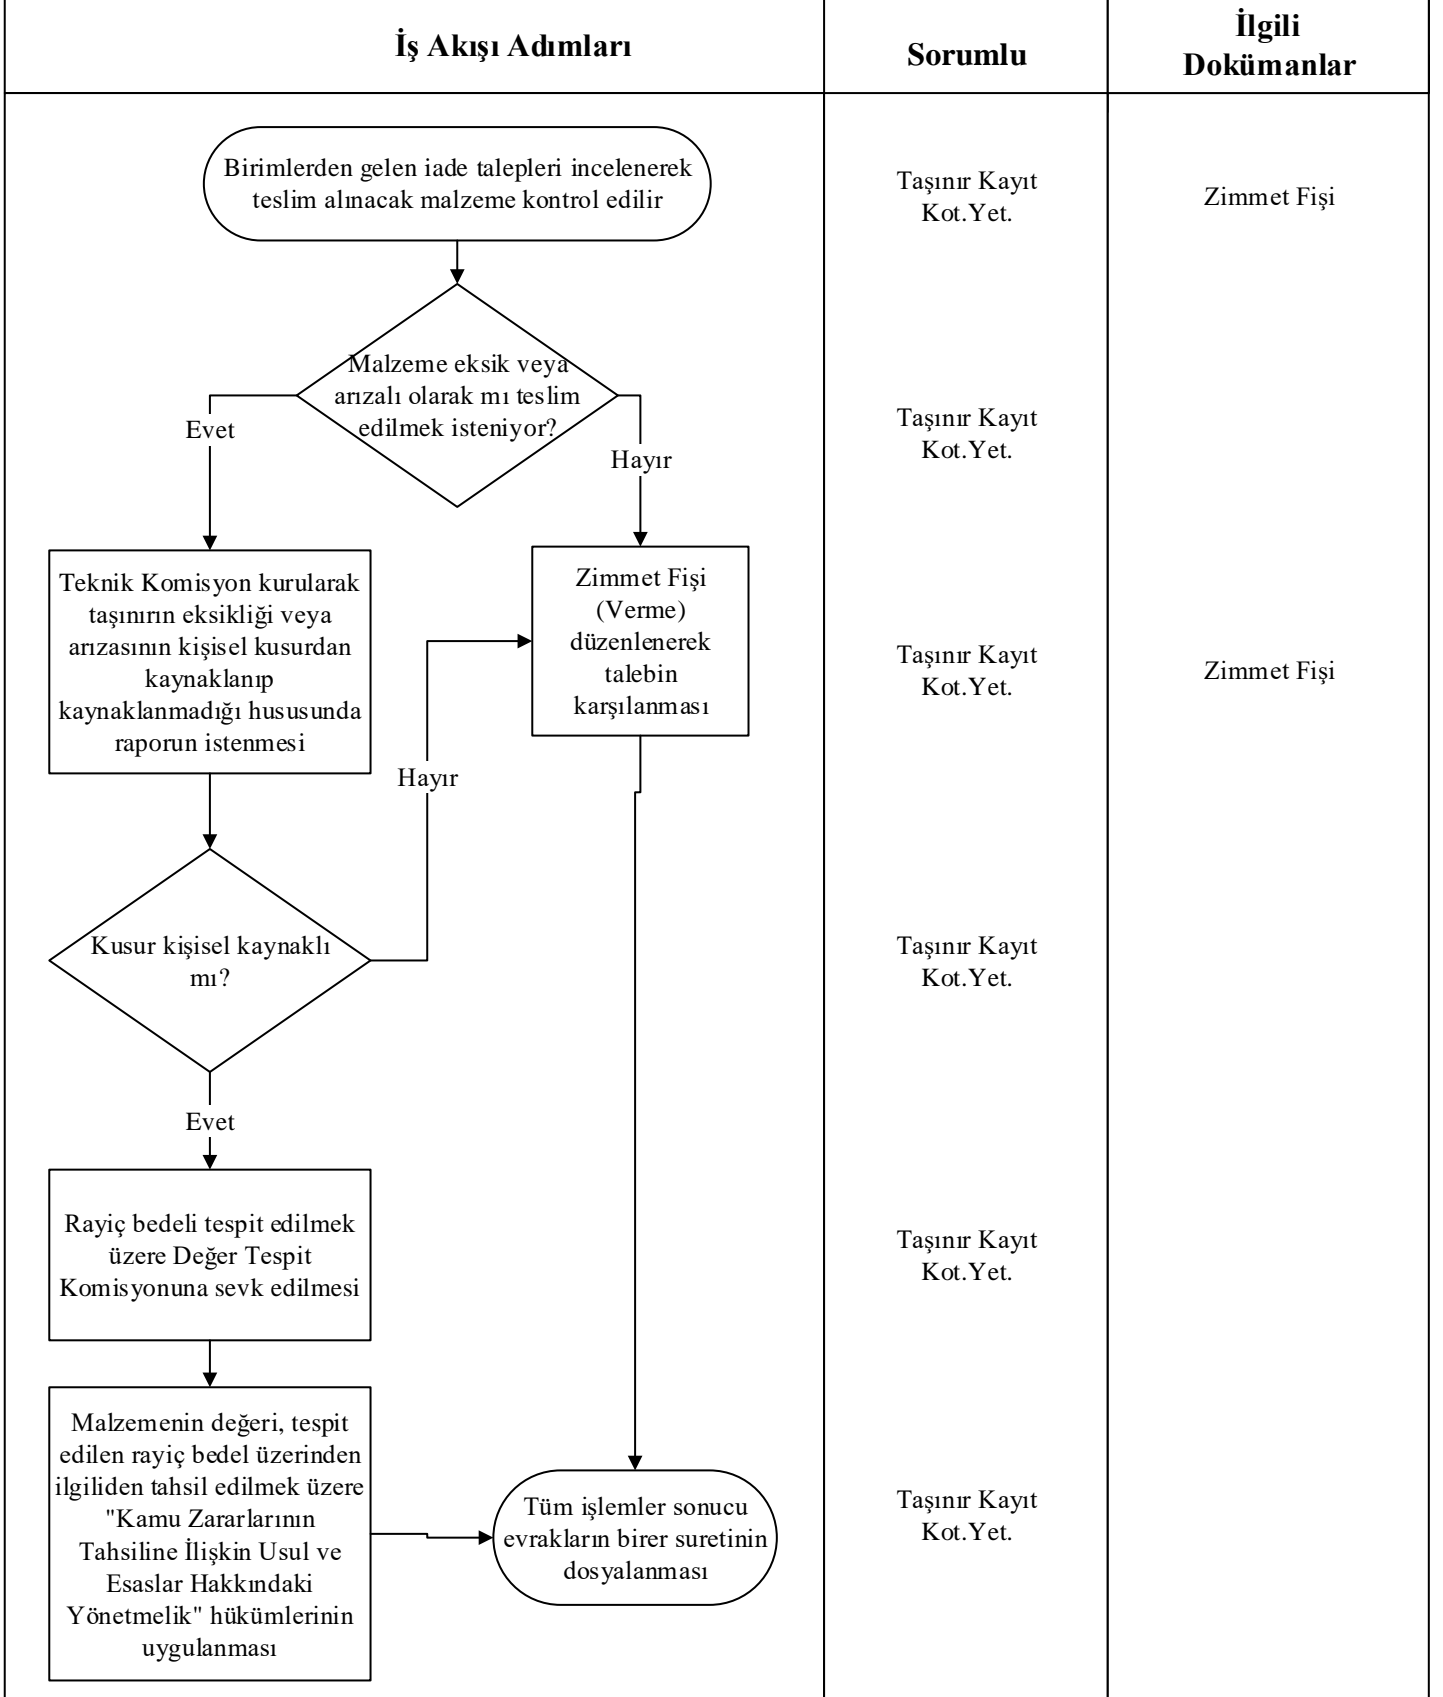 İş Akışı Adımları
Sorumlu
İlgili
Dokümanlar
Birimlerden gelen iade talepleri incelenerek
teslim alınacak malzeme kontrol edilir
Taşınır Kayıt
Kot.Yet.
Zimmet Fişi
Malzeme eksik veya
arızalı olarak mı teslim
edilmek isteniyor?
Evet
Hayır
Taşınır Kayıt
Kot.Yet.
Teknik Komisyon kurularak
taşınırın eksikliği veya
arızasının kişisel kusurdan
kaynaklanıp
kaynaklanmadığı hususunda
raporun istenmesi
Zimmet Fişi
(Verme)
düzenlenerek
talebin
karşılanması
Taşınır Kayıt
Kot.Yet.
Zimmet Fişi
Hayır
Kusur kişisel kaynaklı
mı?
Taşınır Kayıt
Kot.Yet.
Evet
Rayiç bedeli tespit edilmek
üzere Değer Tespit
Komisyonuna sevk edilmesi
Taşınır Kayıt
Kot.Yet.
Malzemenin değeri, tespit
edilen rayiç bedel üzerinden
ilgiliden tahsil edilmek üzere
"Kamu Zararlarının
Tahsiline İlişkin Usul ve
Esaslar Hakkındaki
Yönetmelik" hükümlerinin
uygulanması
Tüm işlemler sonucu
evrakların birer suretinin
dosyalanması
Taşınır Kayıt
Kot.Yet.